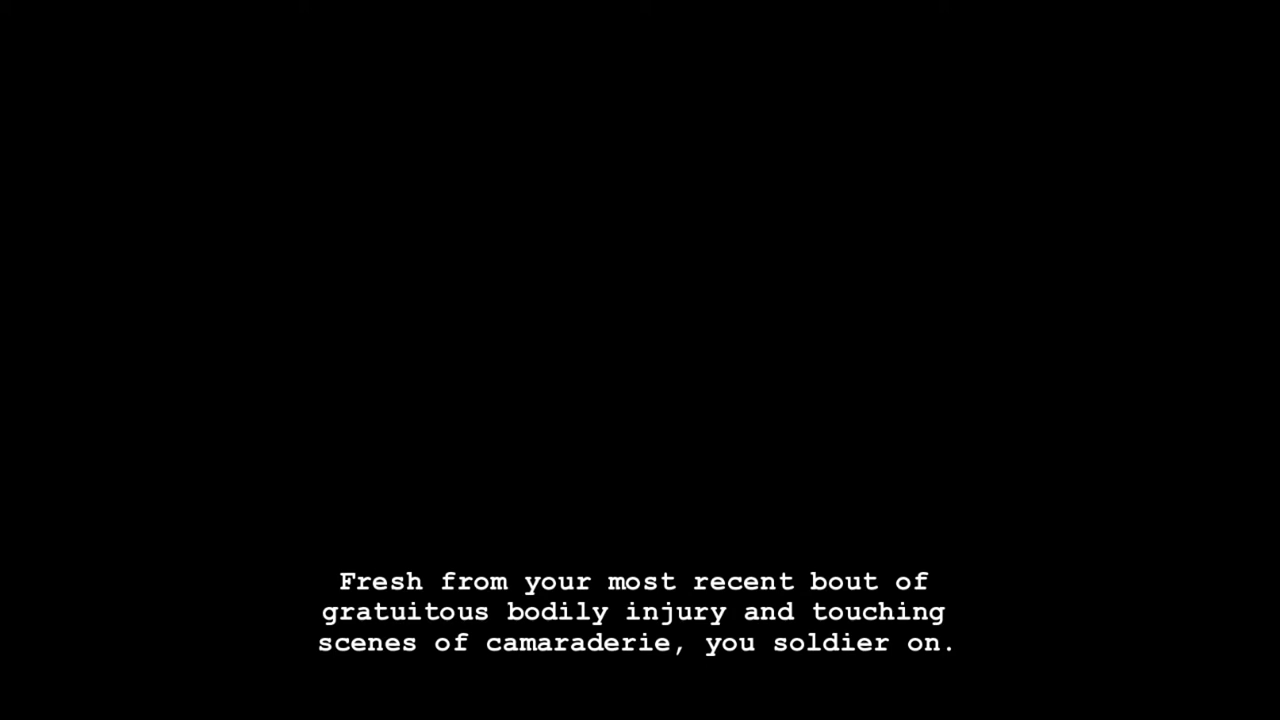 Fresh from your most recent bout of
gratuitous bodily injury and touching
scenes of camaraderie, you soldier on.